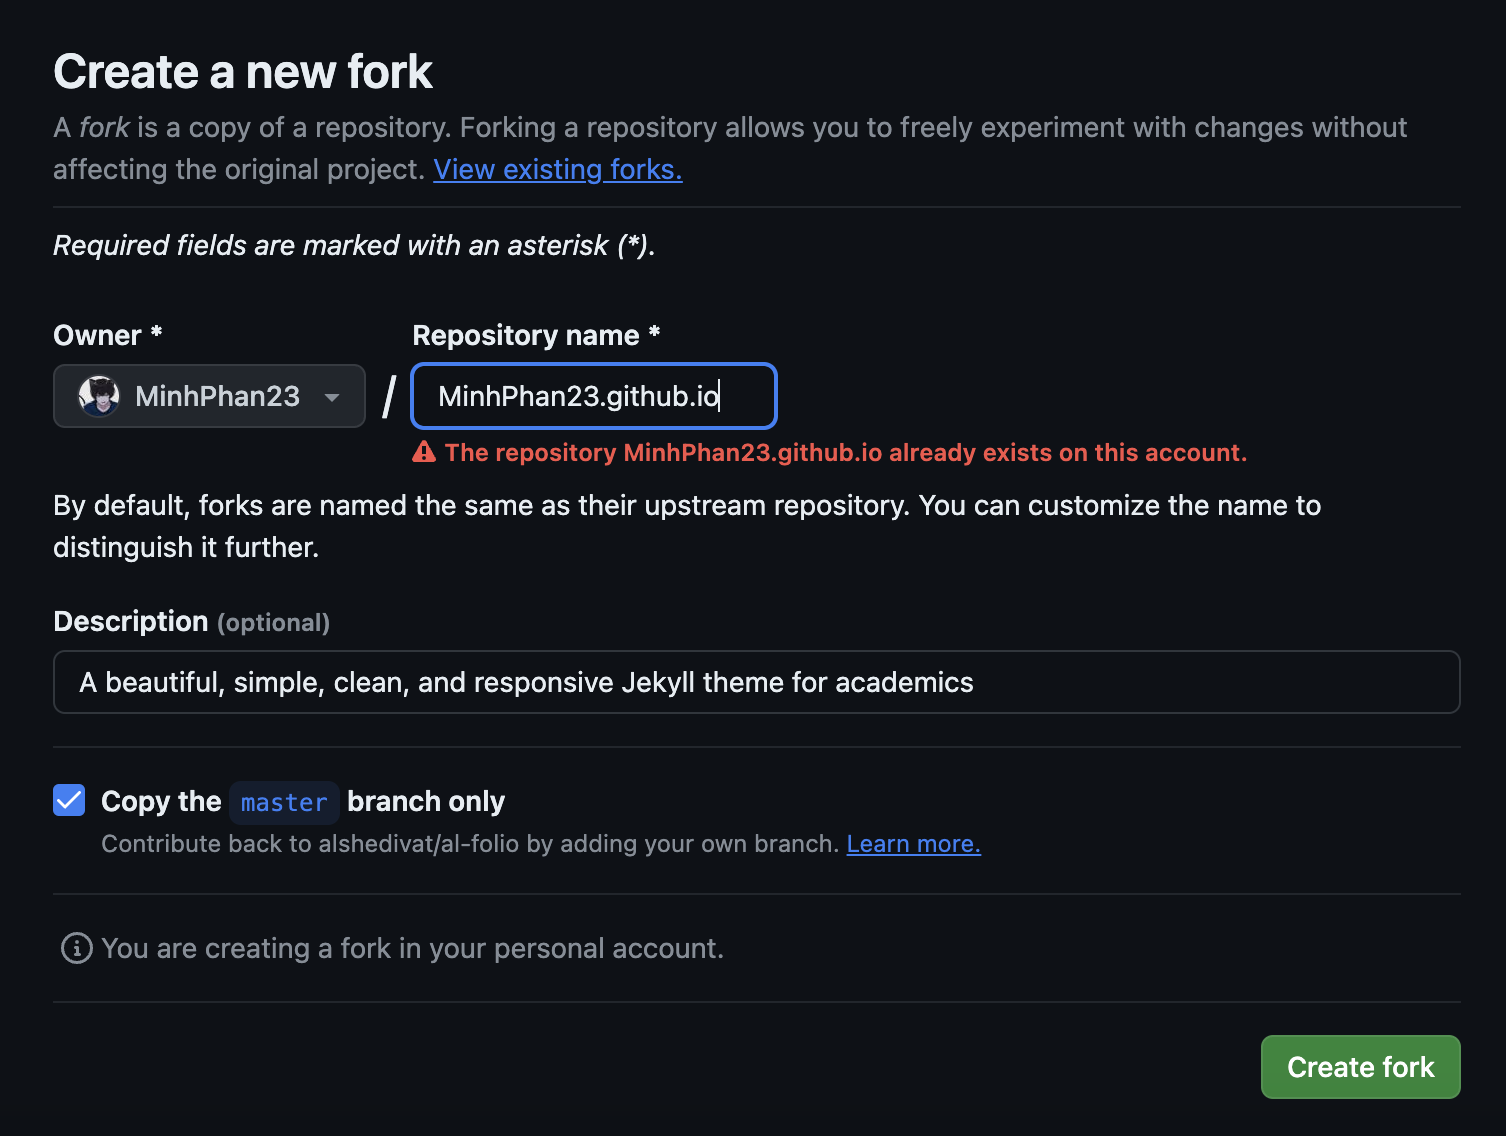 Create a new fork
A fork is a copy of a repository. Forking a repository allows you to freely experiment with changes without
affecting the original project. View existing forks.
Required fields are marked with an asterisk (*).
Owner *
Repository name *
MinhPhan23
/
MinhPhan23.github.io
The repository MinhPhan23.github.io already exists on this account.
By default, forks are named the same as their upstream repository. You can customize the name to
distinguish it further.
Description (optional)
A beautiful, simple, clean, and responsive Jekyll theme for academics
Copy the master branch only
Contribute back to alshedivat/al-folio by adding your own branch. Learn more.
You are creating a fork in your personal account.
Create fork